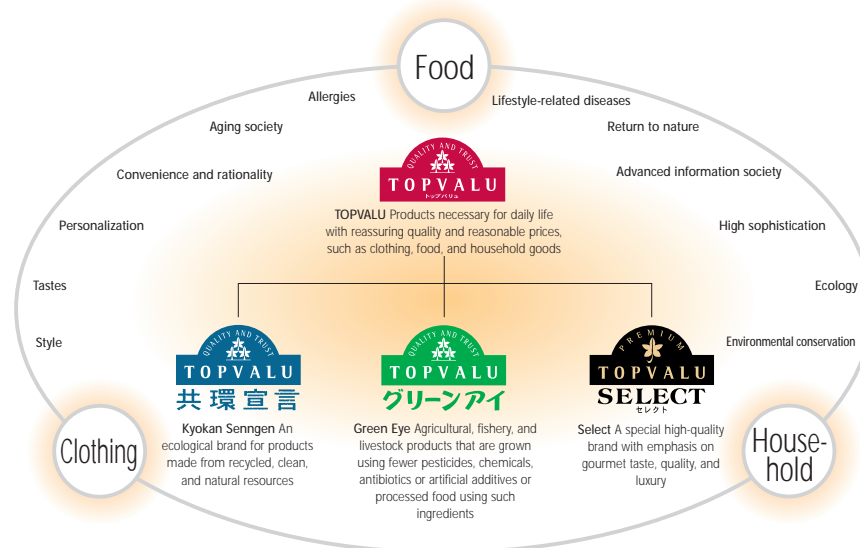 Food
Allergies
Lifestyle-related diseases
Aging society
Return to nature
Convenience and rationality
Advanced information society
Personalization
High sophistication
Tastes
Ecology
Style
Environmental conservation
QUALITY AND TRUST
TOPVALU
トップバリュ
TOPVALU Products necessary for daily life
with reassuring quality and reasonable prices,
such as clothing, food, and household goods
QUALITY AND TRUST
TOPVALU
共環宣言
Kyokan Senngen An
ecological brand for products
made from recycled, clean,
and natural resources
QUALITY AND TRUST
TOPVALU
グリーンアイ
Green Eye Agricultural, fishery, and
livestock products that are grown
using fewer pesticides, chemicals,
antibiotics or artificial additives or
processed food using such
ingredients
PREMIUM
TOPVALU
SELECT
セレクト
Select A special high-quality
brand with emphasis on
gourmet taste, quality, and
luxury
Clothing
House-
hold